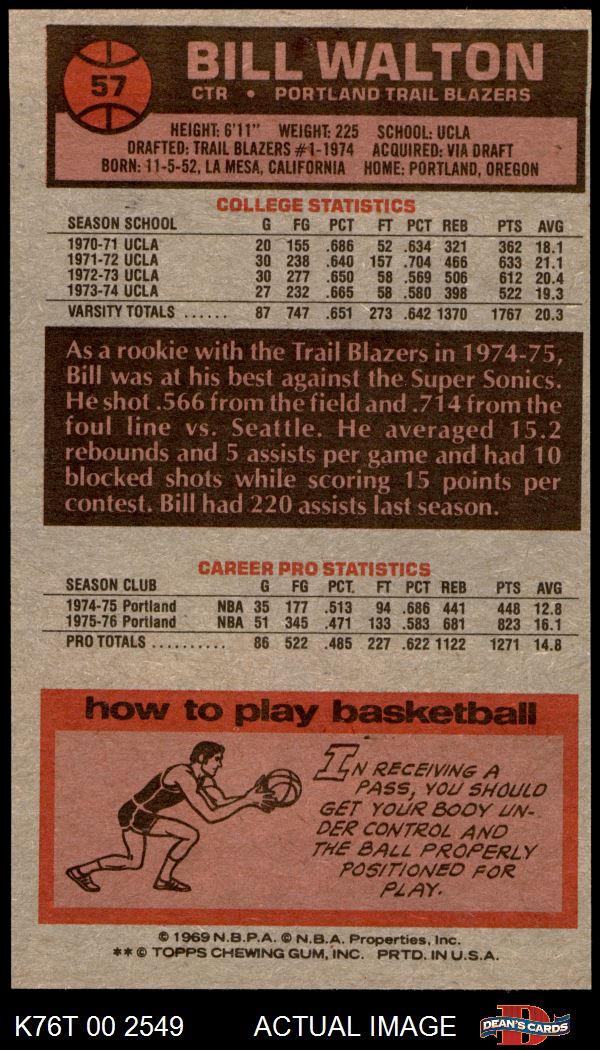 57
BILL WALTON
CTR • PORTLAND TRAIL BLAZERS
HEIGHT: 6'11" WEIGHT: 225 SCHOOL: UCLA
DRAFTED: TRAIL BLAZERS #1-1974 ACQUIRED: VIA DRAFT
BORN: 11-5-52, LA MESA, CALIFORNIA HOME: PORTLAND, OREGON
COLLEGE STATISTICS
SEASON SCHOOL G FG PCT FT PCT REB PTS AVG
1970-71 UCLA 20 155 .686 52 .634 321 362 18.1
1971-72 UCLA 30 238 .640 157 .704 466 633 21.1
1972-73 UCLA 30 277 .650 58 .569 506 612 20.4
1973-74 UCLA 27 232 .665 58 .580 398 522 19.3
VARSITY TOTALS ...... 87 747 .651 273 .642 1370 1767 20.3
As a rookie with the Trail Blazers in 1974-75,
Bill was at his best against the Super Sonics.
He shot .566 from the field and .714 from the
foul line vs. Seattle. He averaged 15.2
rebounds and 5 assists per game and had 10
blocked shots while scoring 15 points per
contest. Bill had 220 assists last season.
CAREER PRO STATISTICS
SEASON CLUB G FG PCT. FT PCT REB PTS AVG
1974-75 Portland NBA 35 177 .513 94 .686 441 448 12.8
1975-76 Portland NBA 51 345 .471 133 .583 681 823 16.1
PRO TOTALS .......... 86 522 .485 227 .622 1122 1271 14.8
how to play basketball
IN RECEIVING A
PASS, YOU SHOULD
GET YOUR BODY UN-
DER CONTROL AND
THE BALL PROPERLY
POSITIONED FOR
PLAY.
© 1969 N.B.P.A. © N.B.A. Properties, Inc.
** © TOPPS CHEWING GUM, INC. PRTD. IN U.S.A.
K76T 00 2549 ACTUAL IMAGE
D
DEAN'S CARDS